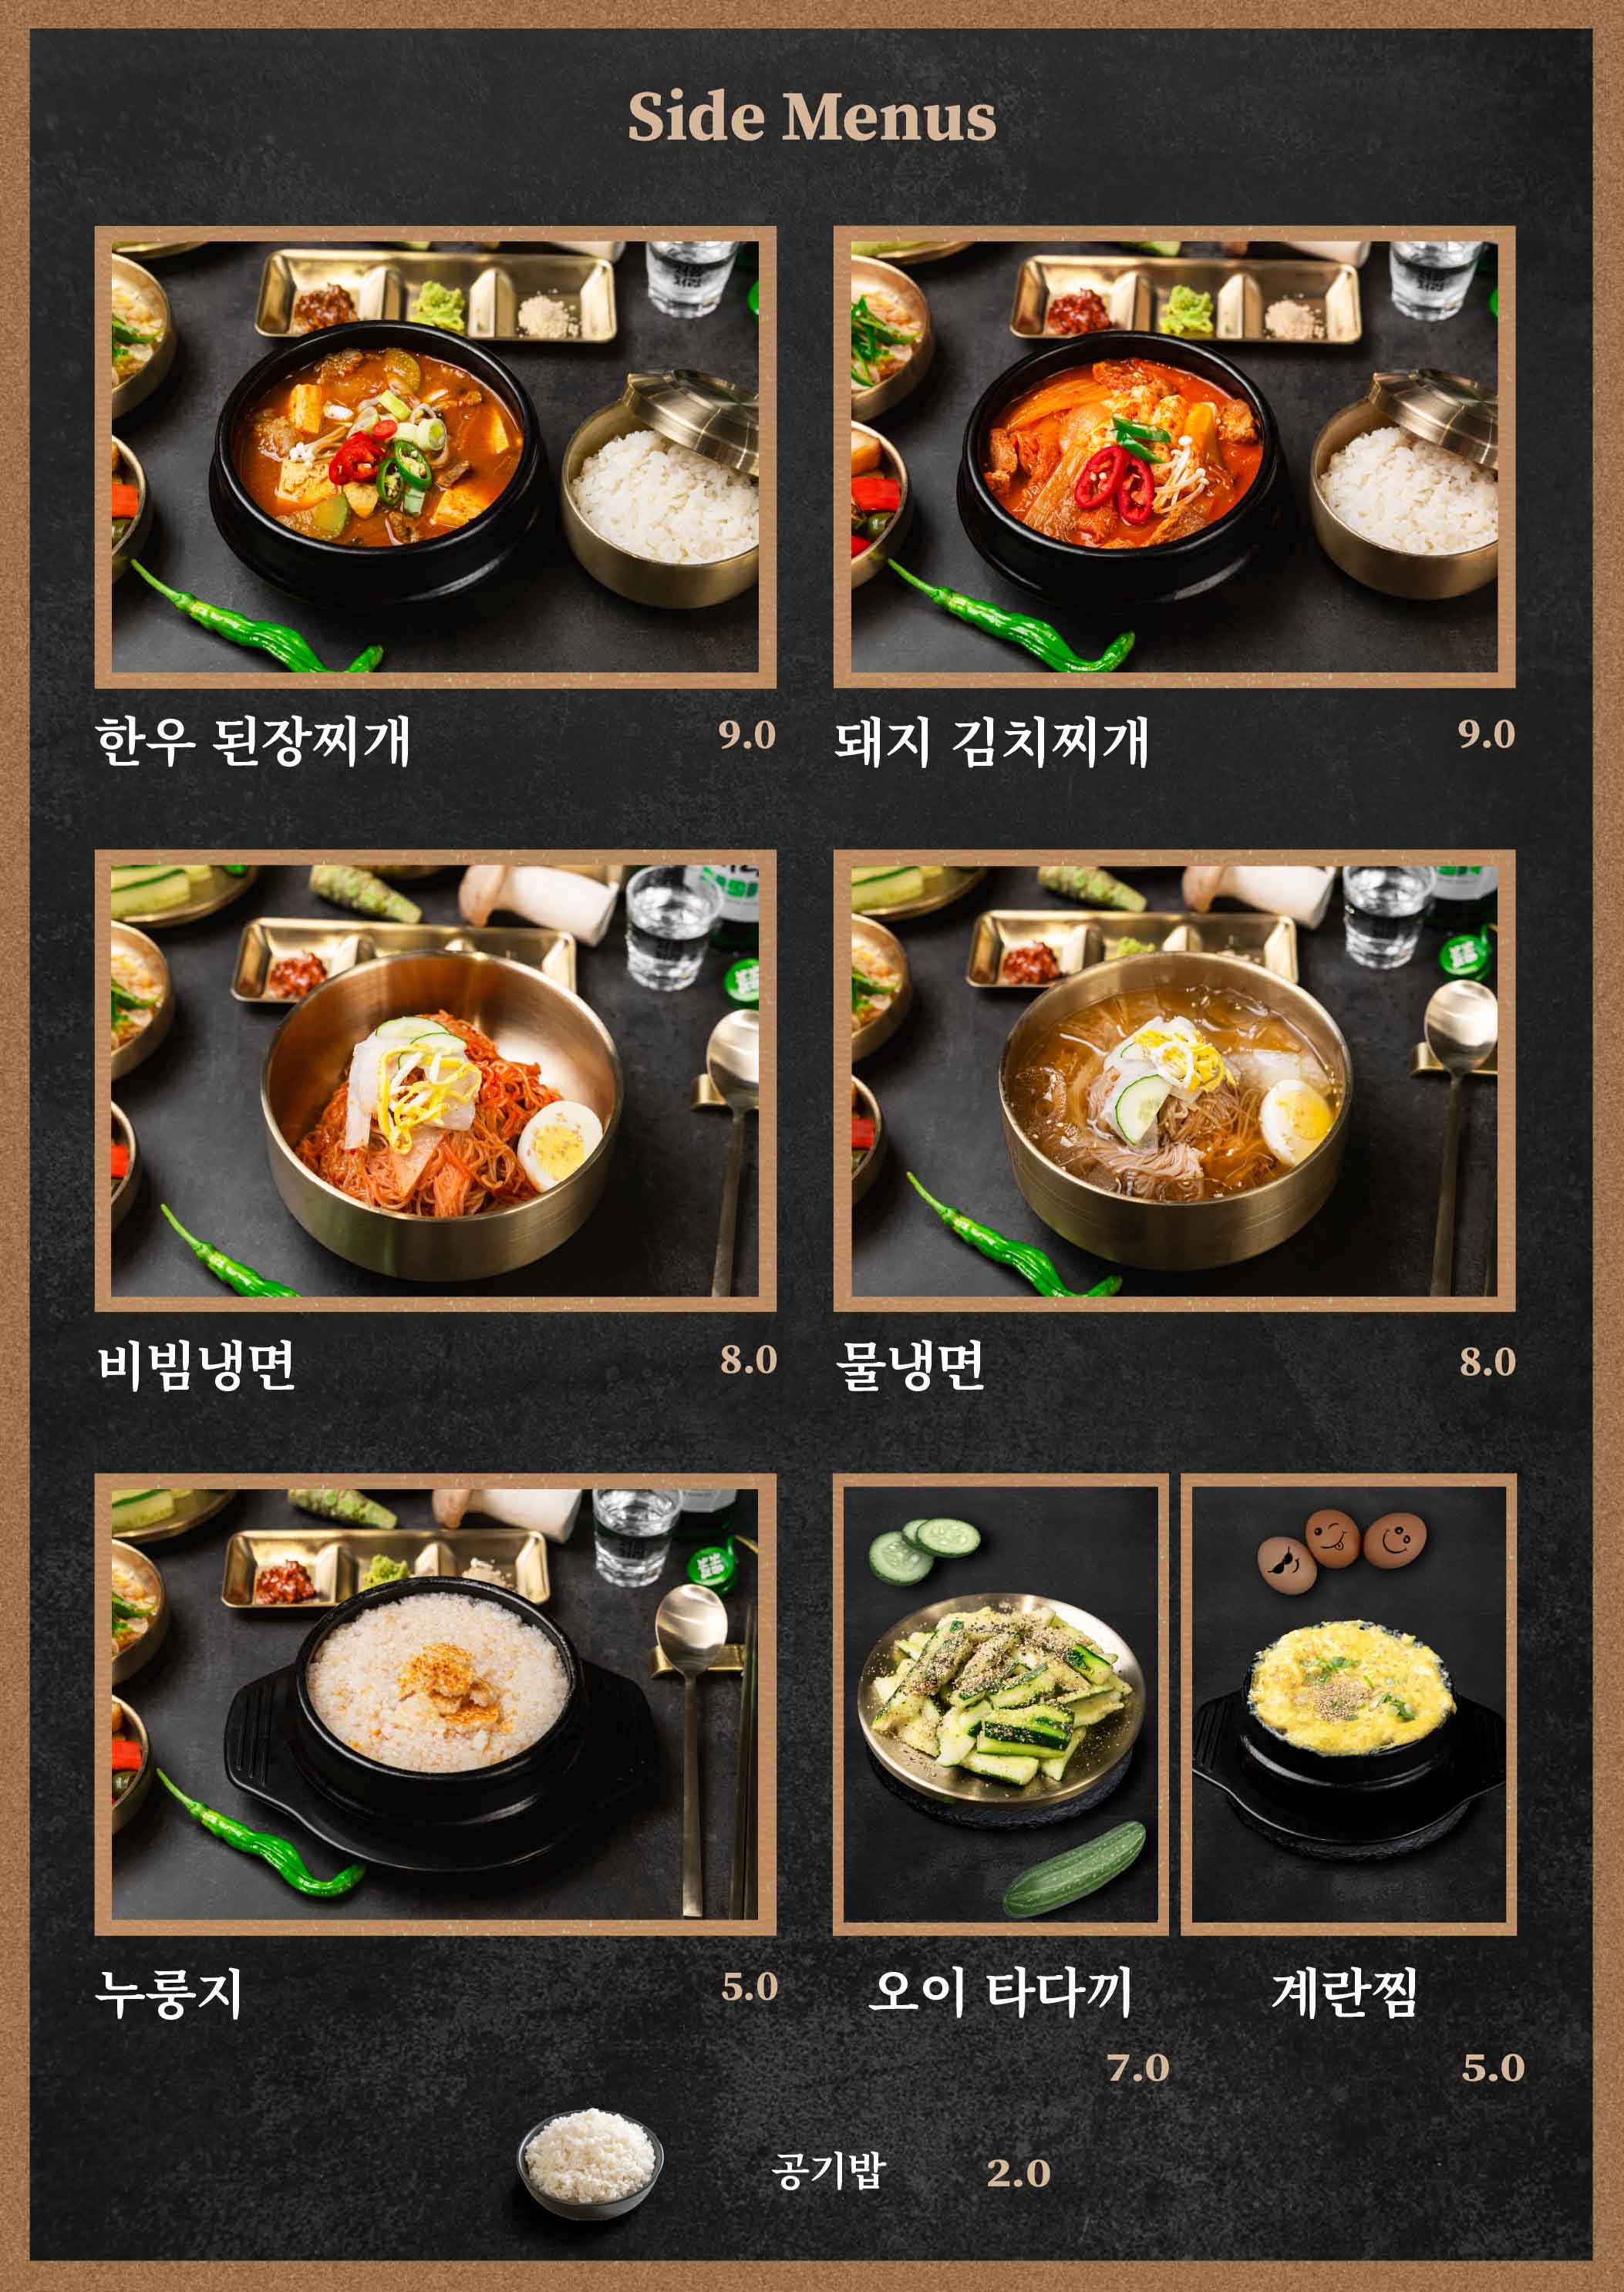 Side Menus
한우 된장찌개 9.0
돼지 김치찌개 9.0
비빔냉면 8.0
물냉면 8.0
누룽지 5.0
오이 타다끼
7.0
계란찜
5.0
공기밥 2.0